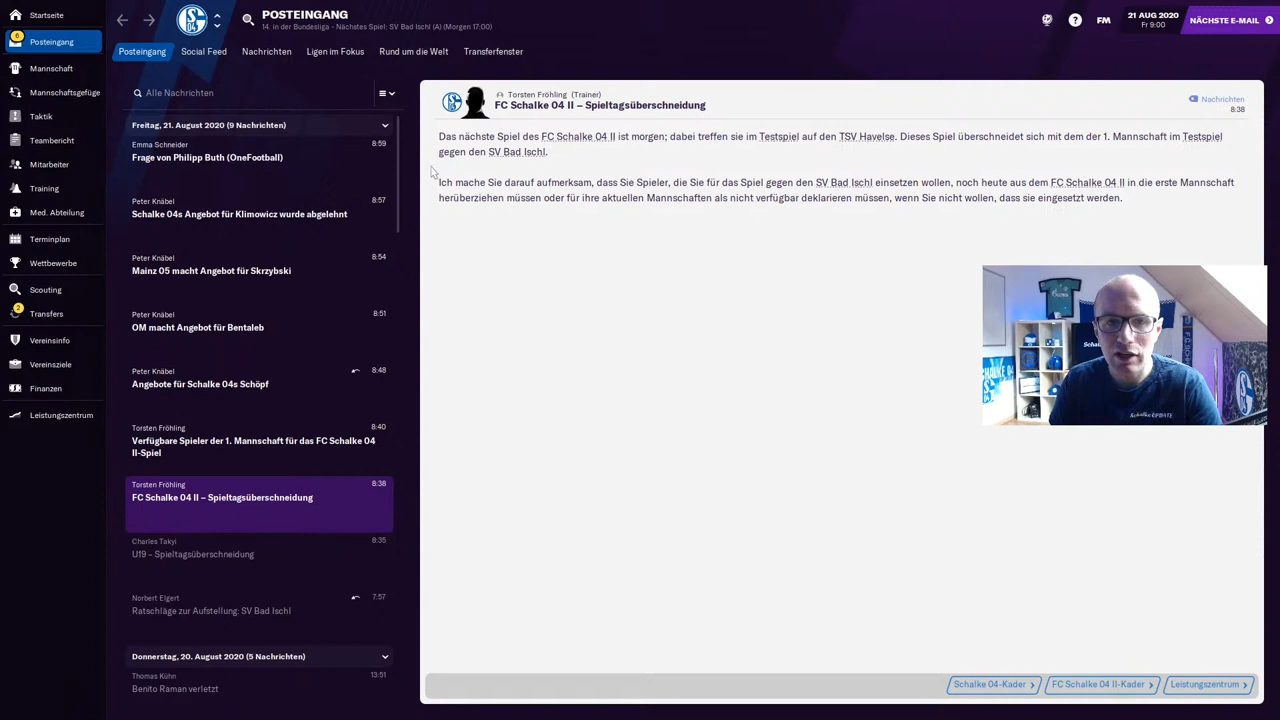 Startseite
6
Posteingang
Mannschaft
Mannschaftsgefüge
Taktik
Teambericht
Mitarbeiter
Training
Med. Abteilung
Terminplan
Wettbewerbe
Scouting
2
Transfers
Vereinsinfo
Vereinsziele
Finanzen
Leistungszentrum
POSTEINGANG
14. in der Bundesliga - Nächstes Spiel: SV Bad Ischl (A) (Morgen 17:00)
FM
21 AUG 2020
Fr 9:00
NÄCHSTE E-MAIL
Posteingang Social Feed Nachrichten Ligen im Fokus Rund um die Welt Transferfenster
Alle Nachrichten
Freitag, 21. August 2020 (9 Nachrichten)
Emma Schneider 8:59
Frage von Philipp Buth (OneFootball)
Peter Knäbel 8:57
Schalke 04s Angebot für Klimowicz wurde abgelehnt
Peter Knäbel 8:54
Mainz 05 macht Angebot für Skrzybski
Peter Knäbel 8:51
OM macht Angebot für Bentaleb
Peter Knäbel 8:48
Angebote für Schalke 04s Schöpf
Torsten Fröhling 8:40
Verfügbare Spieler der 1. Mannschaft für das FC Schalke 04
II-Spiel
Torsten Fröhling 8:38
FC Schalke 04 II – Spieltagsüberschneidung
Charles Takyi 8:35
U19 – Spieltagsüberschneidung
Norbert Elgert 7:57
Ratschläge zur Aufstellung: SV Bad Ischl
Donnerstag, 20. August 2020 (5 Nachrichten)
Thomas Kühn 13:51
Benito Raman verletzt
Torsten Fröhling (Trainer)
FC Schalke 04 II – Spieltagsüberschneidung
Nachrichten
8:38
Das nächste Spiel des FC Schalke 04 II ist morgen; dabei treffen sie im Testspiel auf den TSV Havelse. Dieses Spiel überschneidet sich mit dem der 1. Mannschaft im Testspiel
gegen den SV Bad Ischl.
Ich mache Sie darauf aufmerksam, dass Sie Spieler, die Sie für das Spiel gegen den SV Bad Ischl einsetzen wollen, noch heute aus dem FC Schalke 04 II in die erste Mannschaft
herüberziehen müssen oder für ihre aktuellen Mannschaften als nicht verfügbar deklarieren müssen, wenn Sie nicht wollen, dass sie eingesetzt werden.
Schalke 04-Kader
FC Schalke 04 II-Kader
Leistungszentrum